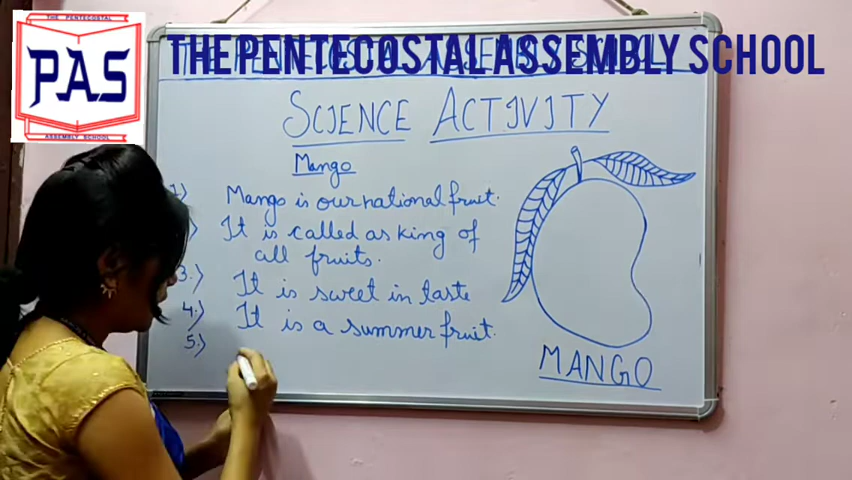 THE PENTECOSTAL
PAS
ASSEMBLY SCHOOL
THE PENTECOSTAL ASSEMBLY SCHOOL
SCIENCE ACTIVITY
Mango
1) Mango is our national fruit.
) It is called as king of
all fruits.
3.) It is sweet in taste
4.) It is a summer fruit.
5.)
MANGO